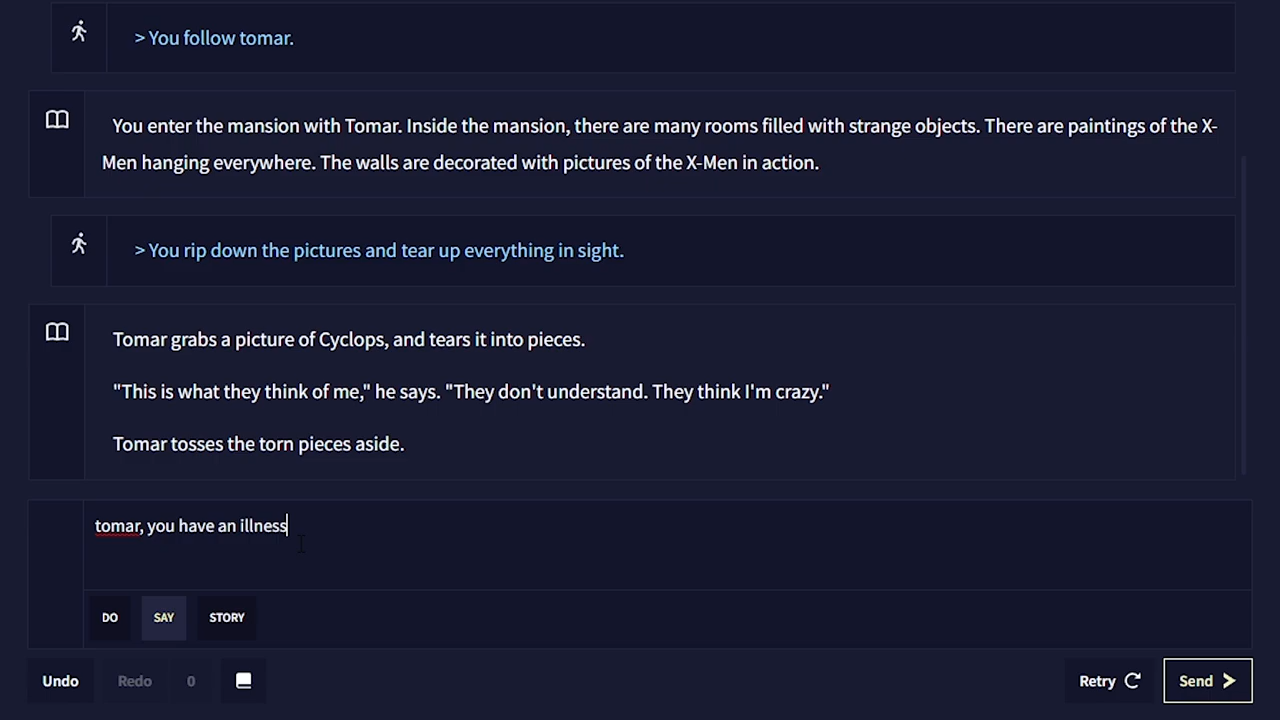 > You follow tomar.
You enter the mansion with Tomar. Inside the mansion, there are many rooms filled with strange objects. There are paintings of the X-
Men hanging everywhere. The walls are decorated with pictures of the X-Men in action.
> You rip down the pictures and tear up everything in sight.
Tomar grabs a picture of Cyclops, and tears it into pieces.
"This is what they think of me," he says. "They don't understand. They think I'm crazy."
Tomar tosses the torn pieces aside.
tomar, you have an illness
DO SAY STORY
Undo Redo 0 Retry Send